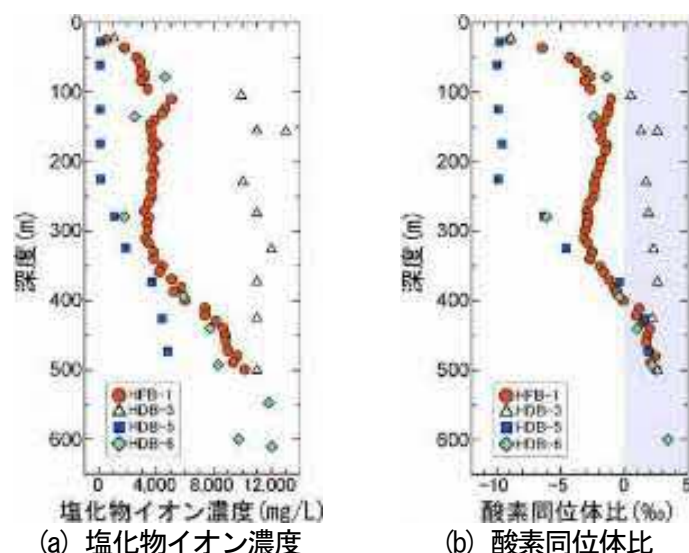 0
100
200
300
400
500
600
深度(m)
HFB-1
HDB-3
HDB-5
HDB-6
0 4,000 8,000 12,000
塩化物イオン濃度(mg/L)
(a) 塩化物イオン濃度
0
100
200
300
400
500
600
深度(m)
HFB-1
HDB-3
HDB-5
HDB-6
-10 -5 0 5
酸素同位体比(‰)
(b) 酸素同位体比